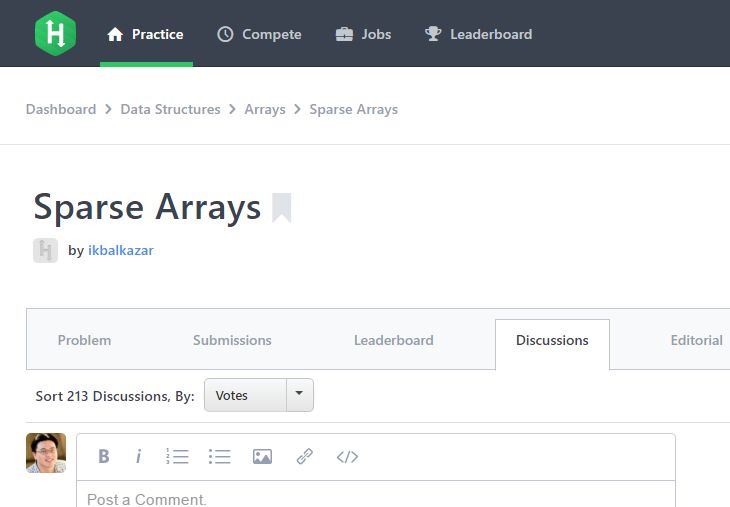 Practice Compete Jobs Leaderboard
Dashboard > Data Structures > Arrays > Sparse Arrays
Sparse Arrays
by ikbalkazar
Problem Submissions Leaderboard Discussions Editorial
Sort 213 Discussions, By: Votes
B i </>
Post a Comment.